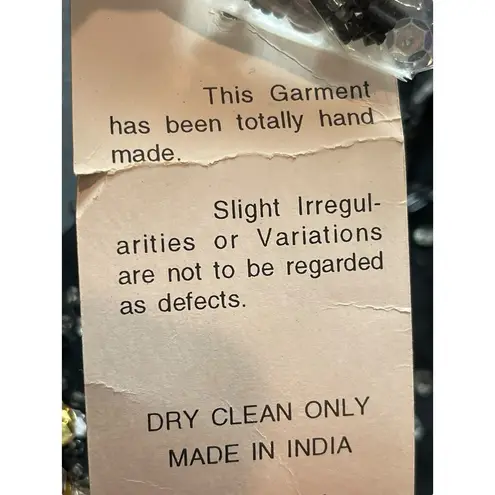 This Garment
has been totally hand
made.
Slight Irregul-
arities or Variations
are not to be regarded
as defects.
DRY CLEAN ONLY
MADE IN INDIA